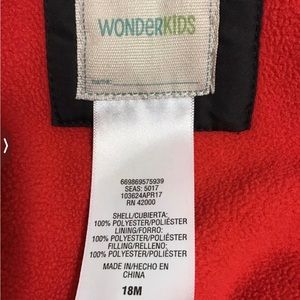 WONDERKIDS
name:
669869575939
SEAS: 5017
103624APR17
RN 42000
SHELL/CUBIERTA:
100% POLYESTER/POLIÉSTER
LINING/FORRO:
100% POLYESTER/POLIÉSTER
FILLING/RELLENO:
100% POLYESTER/POLIÉSTER
MADE IN/HECHO EN
CHINA
18M